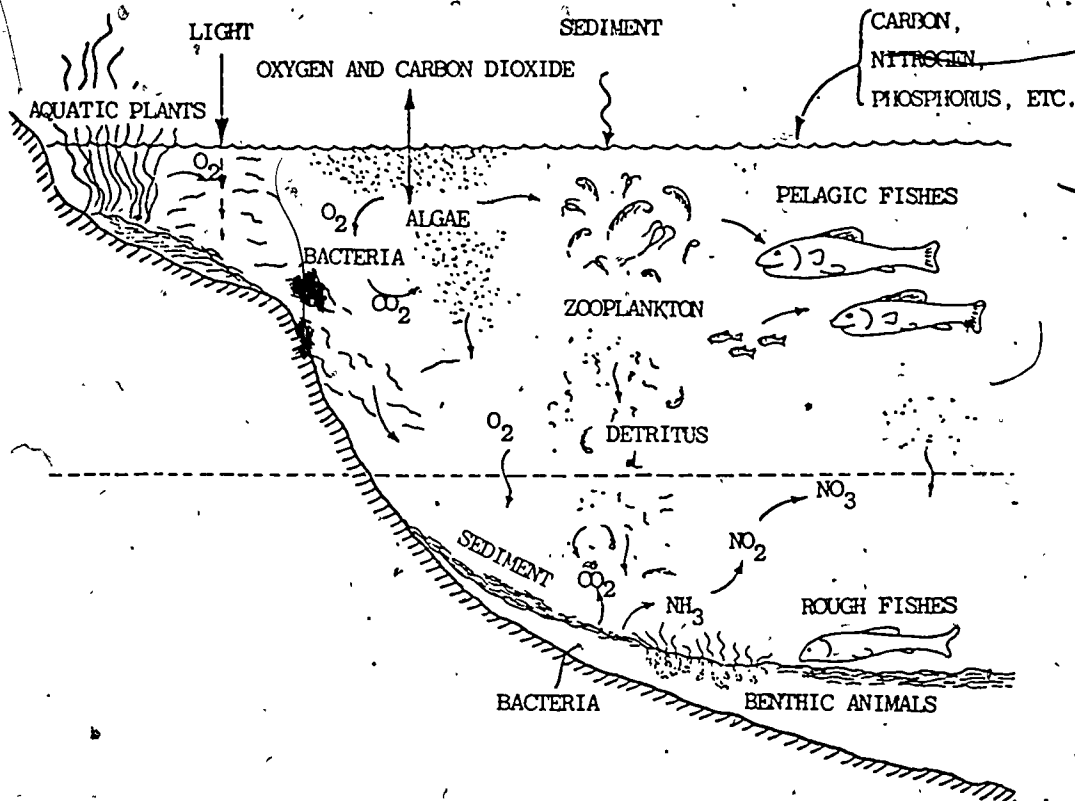 LIGHT
SEDIMENT
CARBON,
NITROGEN,
PHOSPHORUS, ETC.
OXYGEN AND CARBON DIOXIDE
AQUATIC PLANTS
O2
O2
ALGAE
PELAGIC FISHES
BACTERIA
CO2
ZOOPLANKTON
O2
DETRITUS
NO3
NO2
SEDIMENT
CO2
NH3
ROUGH FISHES
BACTERIA
BENTHIC ANIMALS